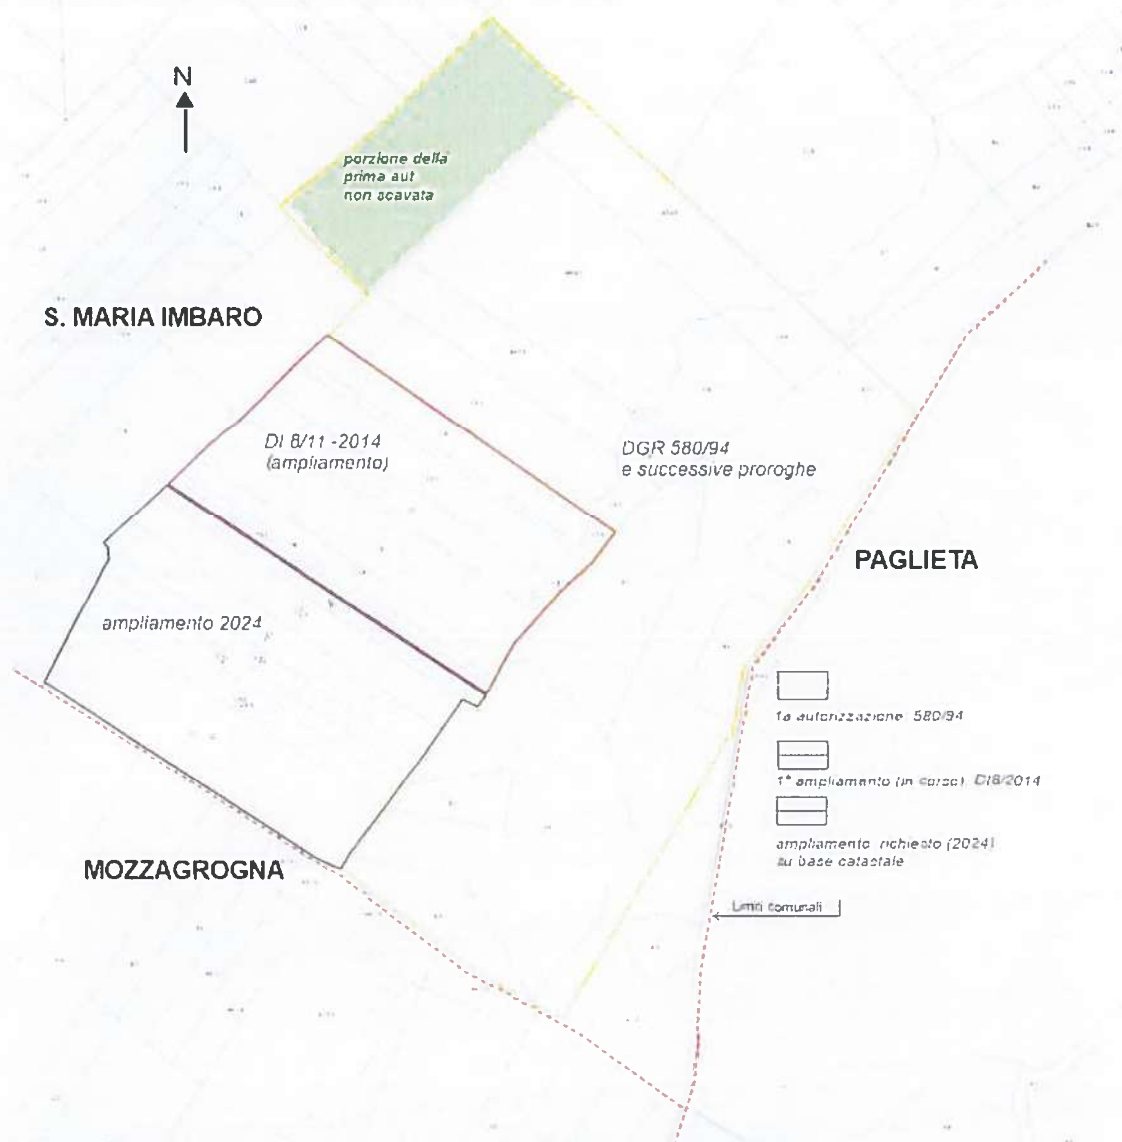 N
porzione della
prima aut
non scavata
S. MARIA IMBARO
DI 8/11 -2014
(ampliamento)
DGR 580/94
e successive proroghe
PAGLIETA
ampliamento 2024
1a autorizzazione 580/94
1° ampliamento (in corso) DI8/2014
ampliamento richiesto (2024)
su base catastale
MOZZAGROGNA
Limiti comunali